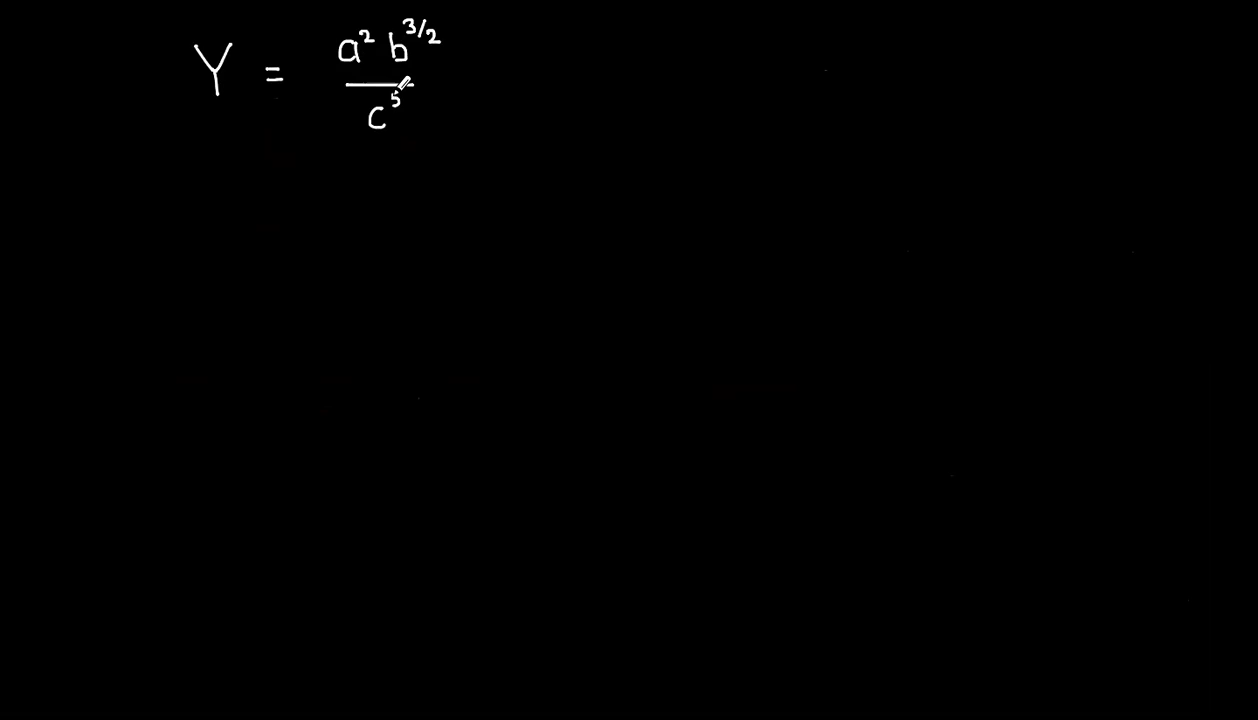 Y = a² b^3/2
c⁵